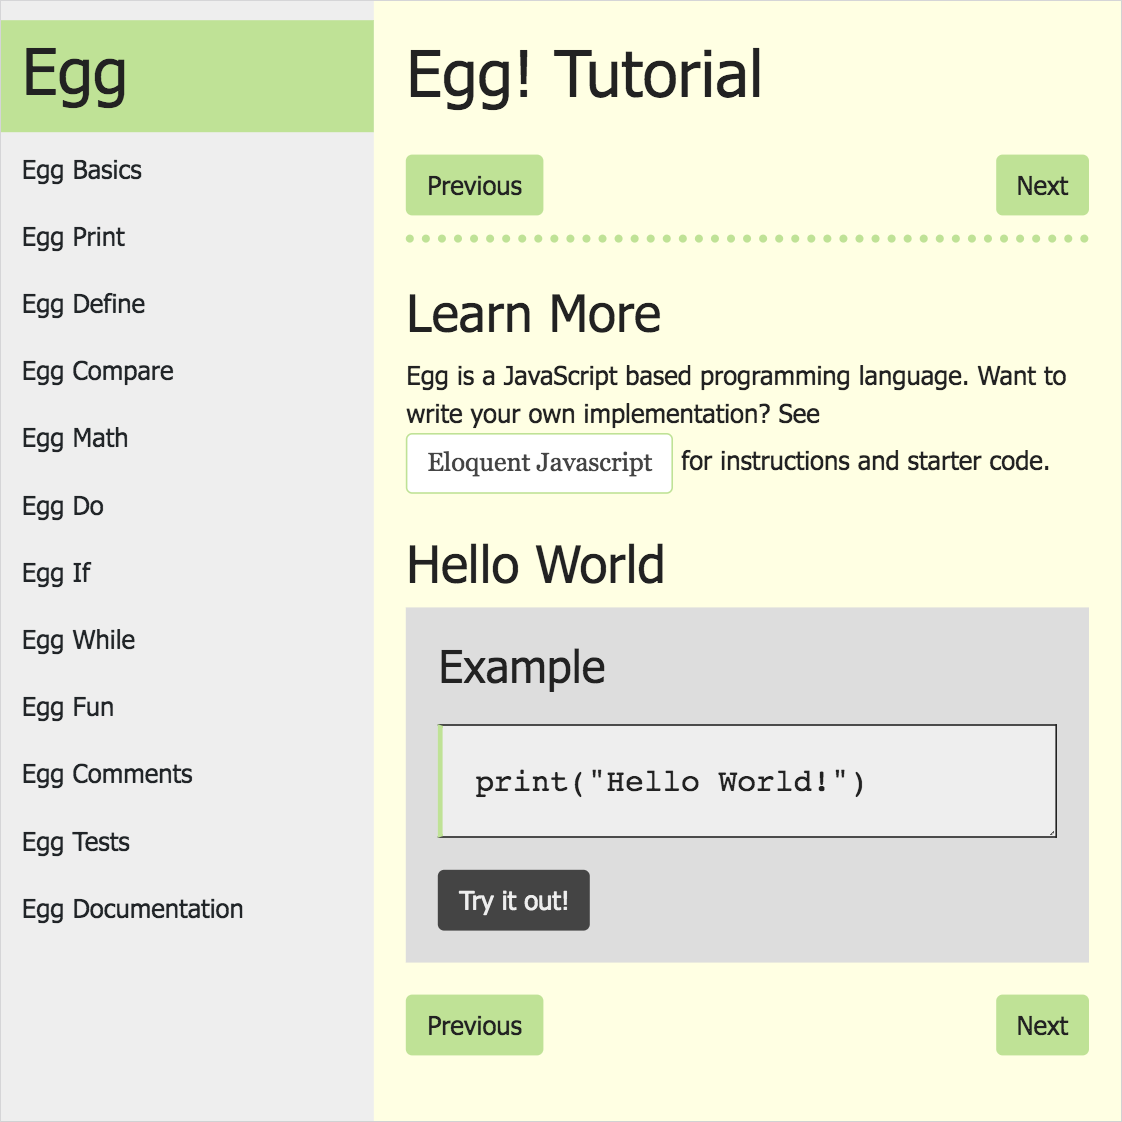 Egg
Egg Basics
Egg Print
Egg Define
Egg Compare
Egg Math
Egg Do
Egg If
Egg While
Egg Fun
Egg Comments
Egg Tests
Egg Documentation
Egg! Tutorial
Previous
Next
Learn More
Egg is a JavaScript based programming language. Want to
write your own implementation? See
Eloquent Javascript for instructions and starter code.
Hello World
Example
print("Hello World!")
Try it out!
Previous
Next